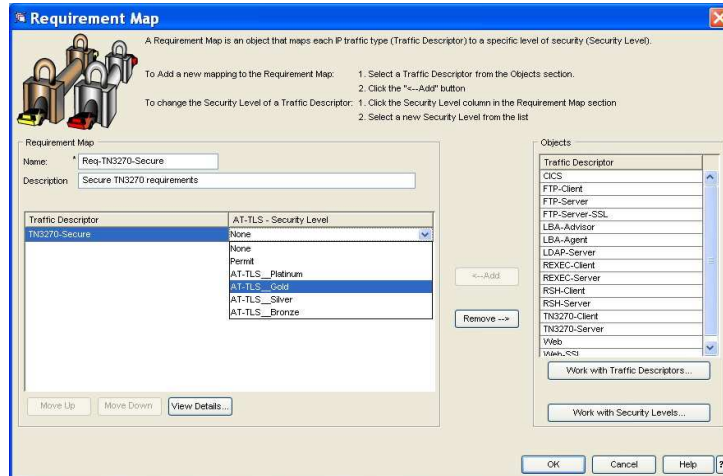 Requirement Map
A Requirement Map is an object that maps each IP traffic type (Traffic Descriptor) to a specific level of security (Security Level).
To Add a new mapping to the Requirement Map: 1. Select a Traffic Descriptor from the Objects section.
2. Click the "<--Add" button
To change the Security Level of a Traffic Descriptor: 1. Click the Security Level column in the Requirement Map section
2. Select a new Security Level from the list
Requirement Map
Name: * Req-TN3270-Secure
Description Secure TN3270 requirements
Traffic Descriptor AT-TLS - Security Level
TN3270-Secure None
None
Permit
AT-TLS__Platinum
AT-TLS__Gold
AT-TLS__Silver
AT-TLS__Bronze
Move Up Move Down View Details...
<--Add
Remove -->
Objects
Traffic Descriptor
CICS
FTP-Client
FTP-Server
FTP-Server-SSL
LBA-Advisor
LBA-Agent
LDAP-Server
REXEC-Client
REXEC-Server
RSH-Client
RSH-Server
TN3270-Client
TN3270-Server
Web
Web-SSL
Work with Traffic Descriptors...
Work with Security Levels...
OK Cancel Help ?